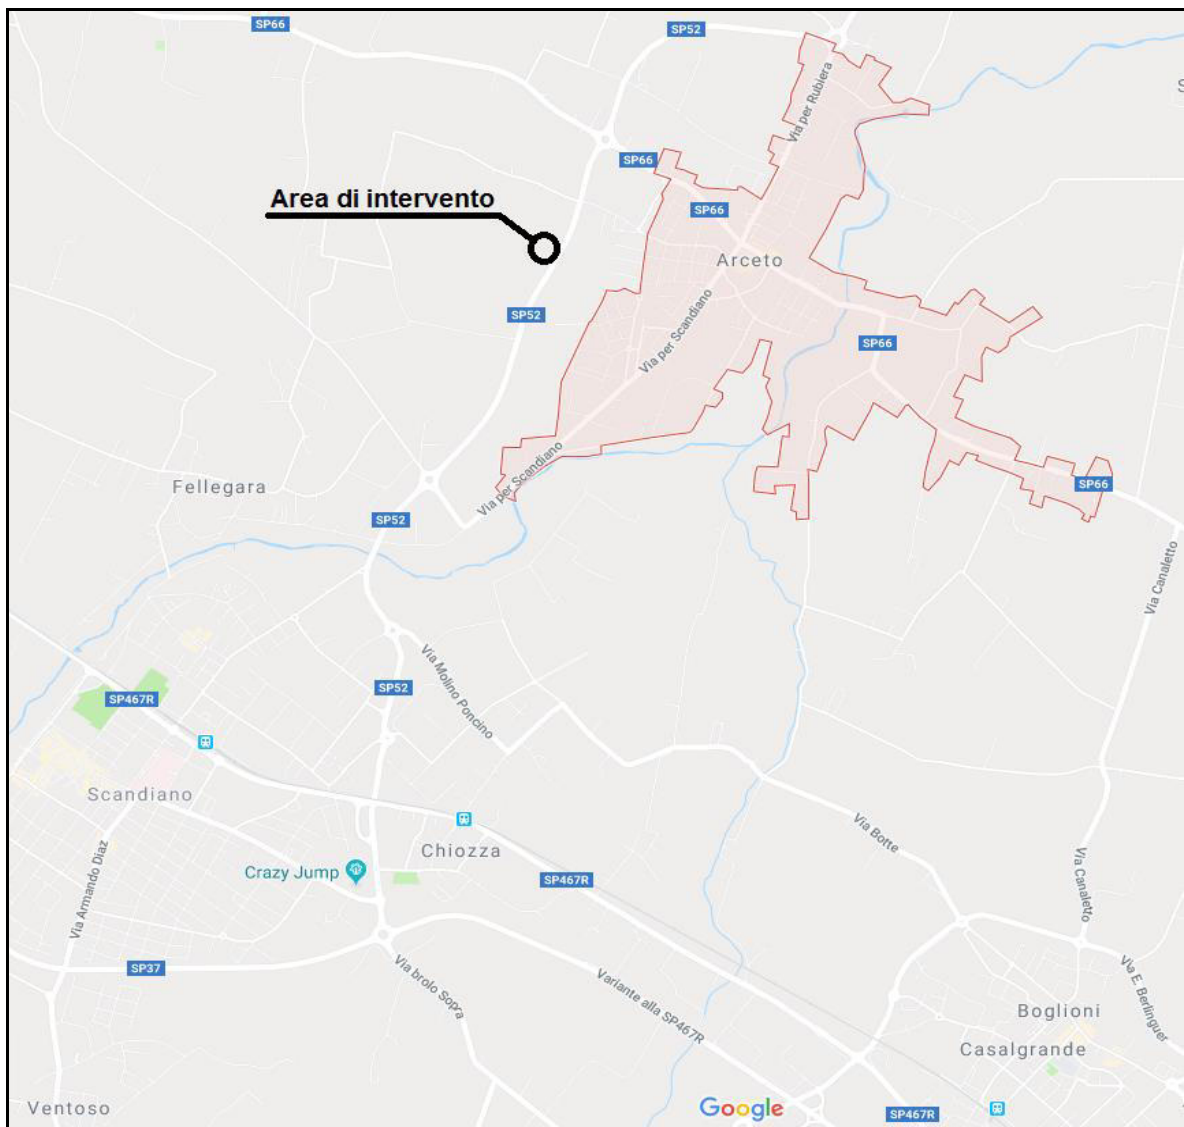 SP66
SP52
Via per Rubiera
S
SP66
Area di intervento
SP66
Arceto
SP52
Via per Scandiano
SP66
Via per Scandiano
Fellegara
SP66
SP52
Via Canaletto
Via Molino Poncino
SP52
SP467R
Scandiano
Via Botte
Chiozza
Crazy Jump
SP467R
Via Armando Diaz
Via Canaletto
SP37
Via brolo Sopra
Variante alla SP467R
Via E. Berlinguer
Boglioni
Casalgrande
Ventoso
Google
SP467R